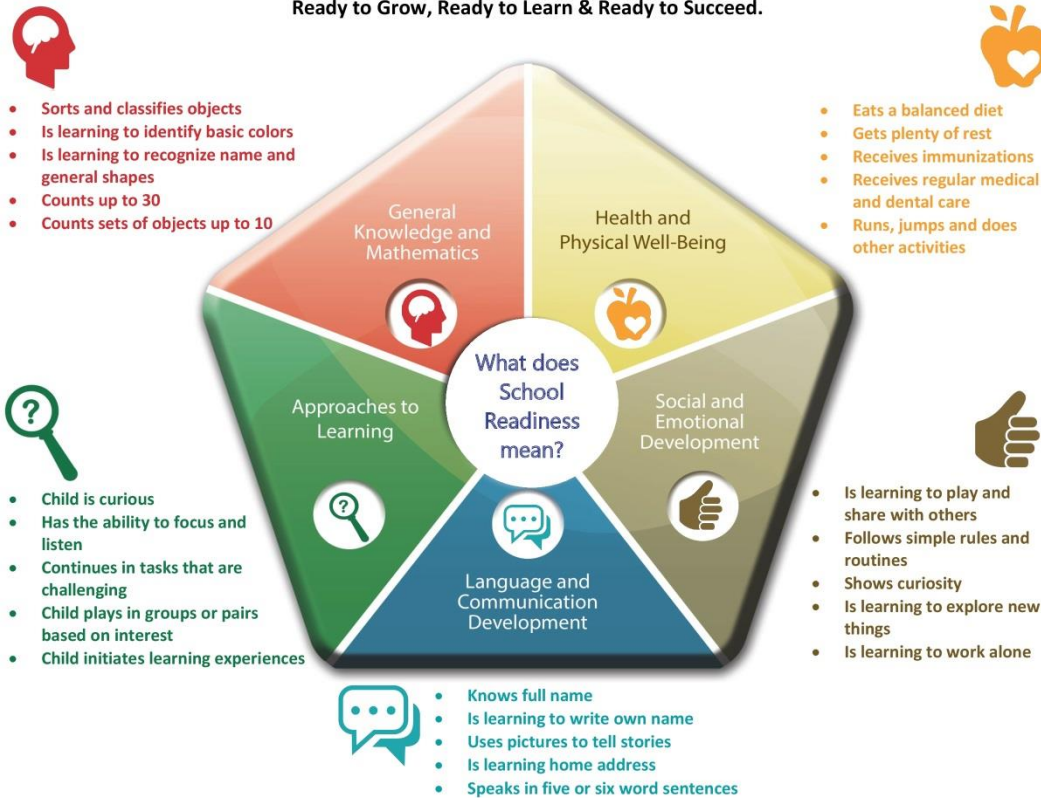 Ready to Grow, Ready to Learn & Ready to Succeed.
• Sorts and classifies objects
• Is learning to identify basic colors
• Is learning to recognize name and
general shapes
• Counts up to 30
• Counts sets of objects up to 10
• Eats a balanced diet
• Gets plenty of rest
• Receives immunizations
• Receives regular medical
and dental care
• Runs, jumps and does
other activities
General
Knowledge and
Mathematics
Health and
Physical Well-Being
What does
School
Readiness
mean?
Approaches to
Learning
Social and
Emotional
Development
Language and
Communication
Development
?
?
• Child is curious
• Has the ability to focus and
listen
• Continues in tasks that are
challenging
• Child plays in groups or pairs
based on interest
• Child initiates learning experiences
• Is learning to play and
share with others
• Follows simple rules and
routines
• Shows curiosity
• Is learning to explore new
things
• Is learning to work alone
• Knows full name
• Is learning to write own name
• Uses pictures to tell stories
• Is learning home address
• Speaks in five or six word sentences